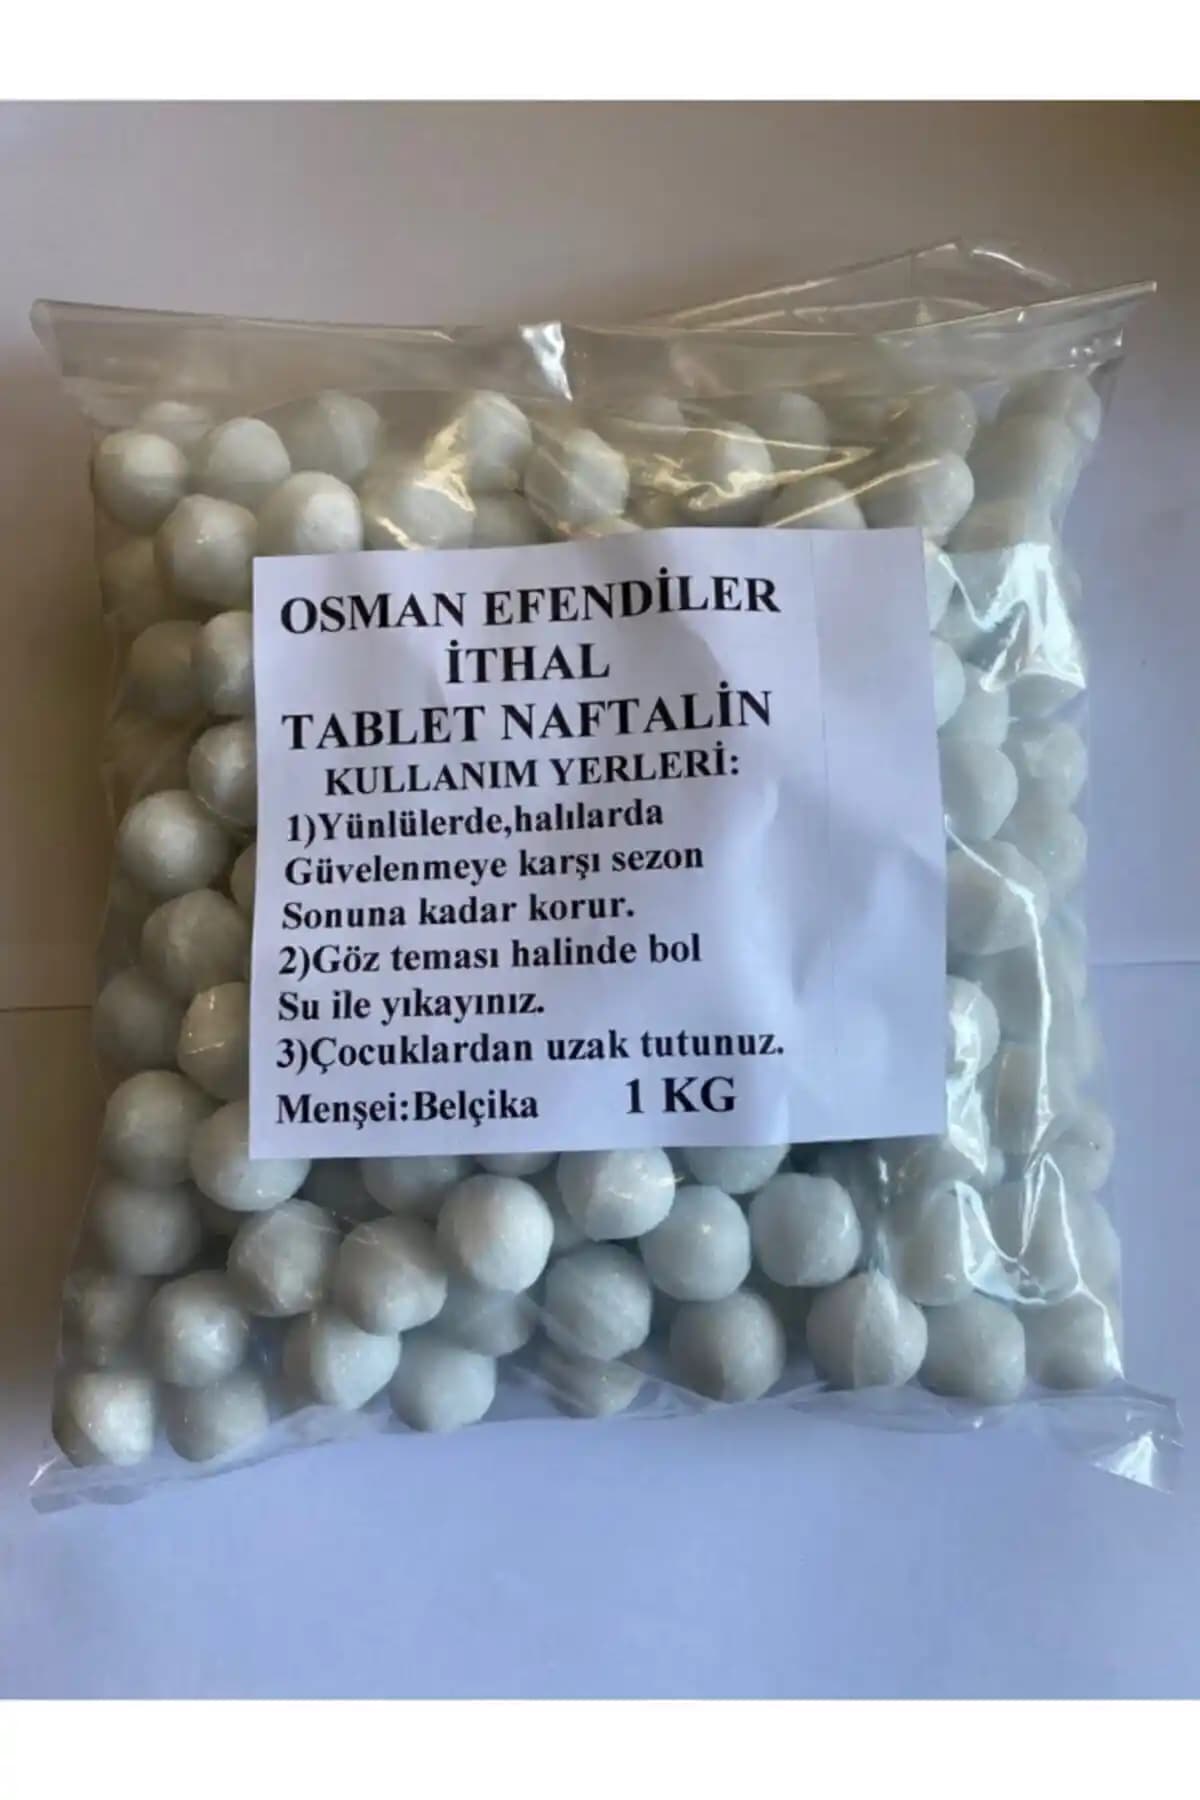 OSMAN EFENDİLER
İTHAL
TABLET NAFTALİN
KULLANIM YERLERİ:
1)Yünlülerde,halılarda
Güvelenmeye karşı sezon
Sonuna kadar korur.
2)Göz teması halinde bol
Su ile yıkayınız.
3)Çocuklardan uzak tutunuz.
Menşei:Belçika 1 KG